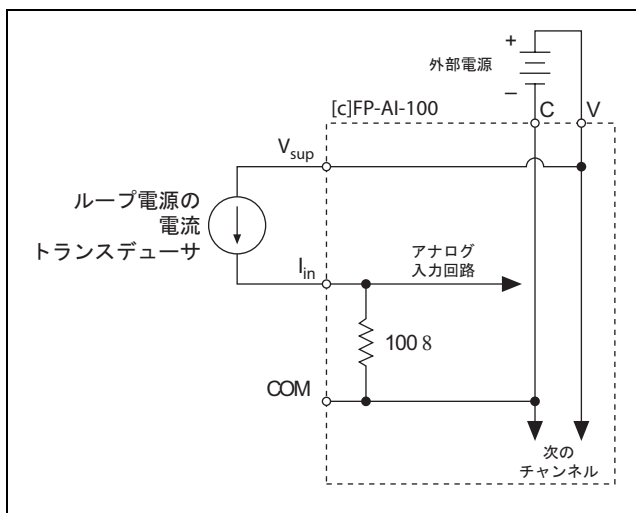 +
外部電源
−
[c]FP-AI-100
C
V
Vsup
ループ電源の
電流
トランスデューサ
Iin
アナログ
入力回路
100 8
COM
次の
チャンネル